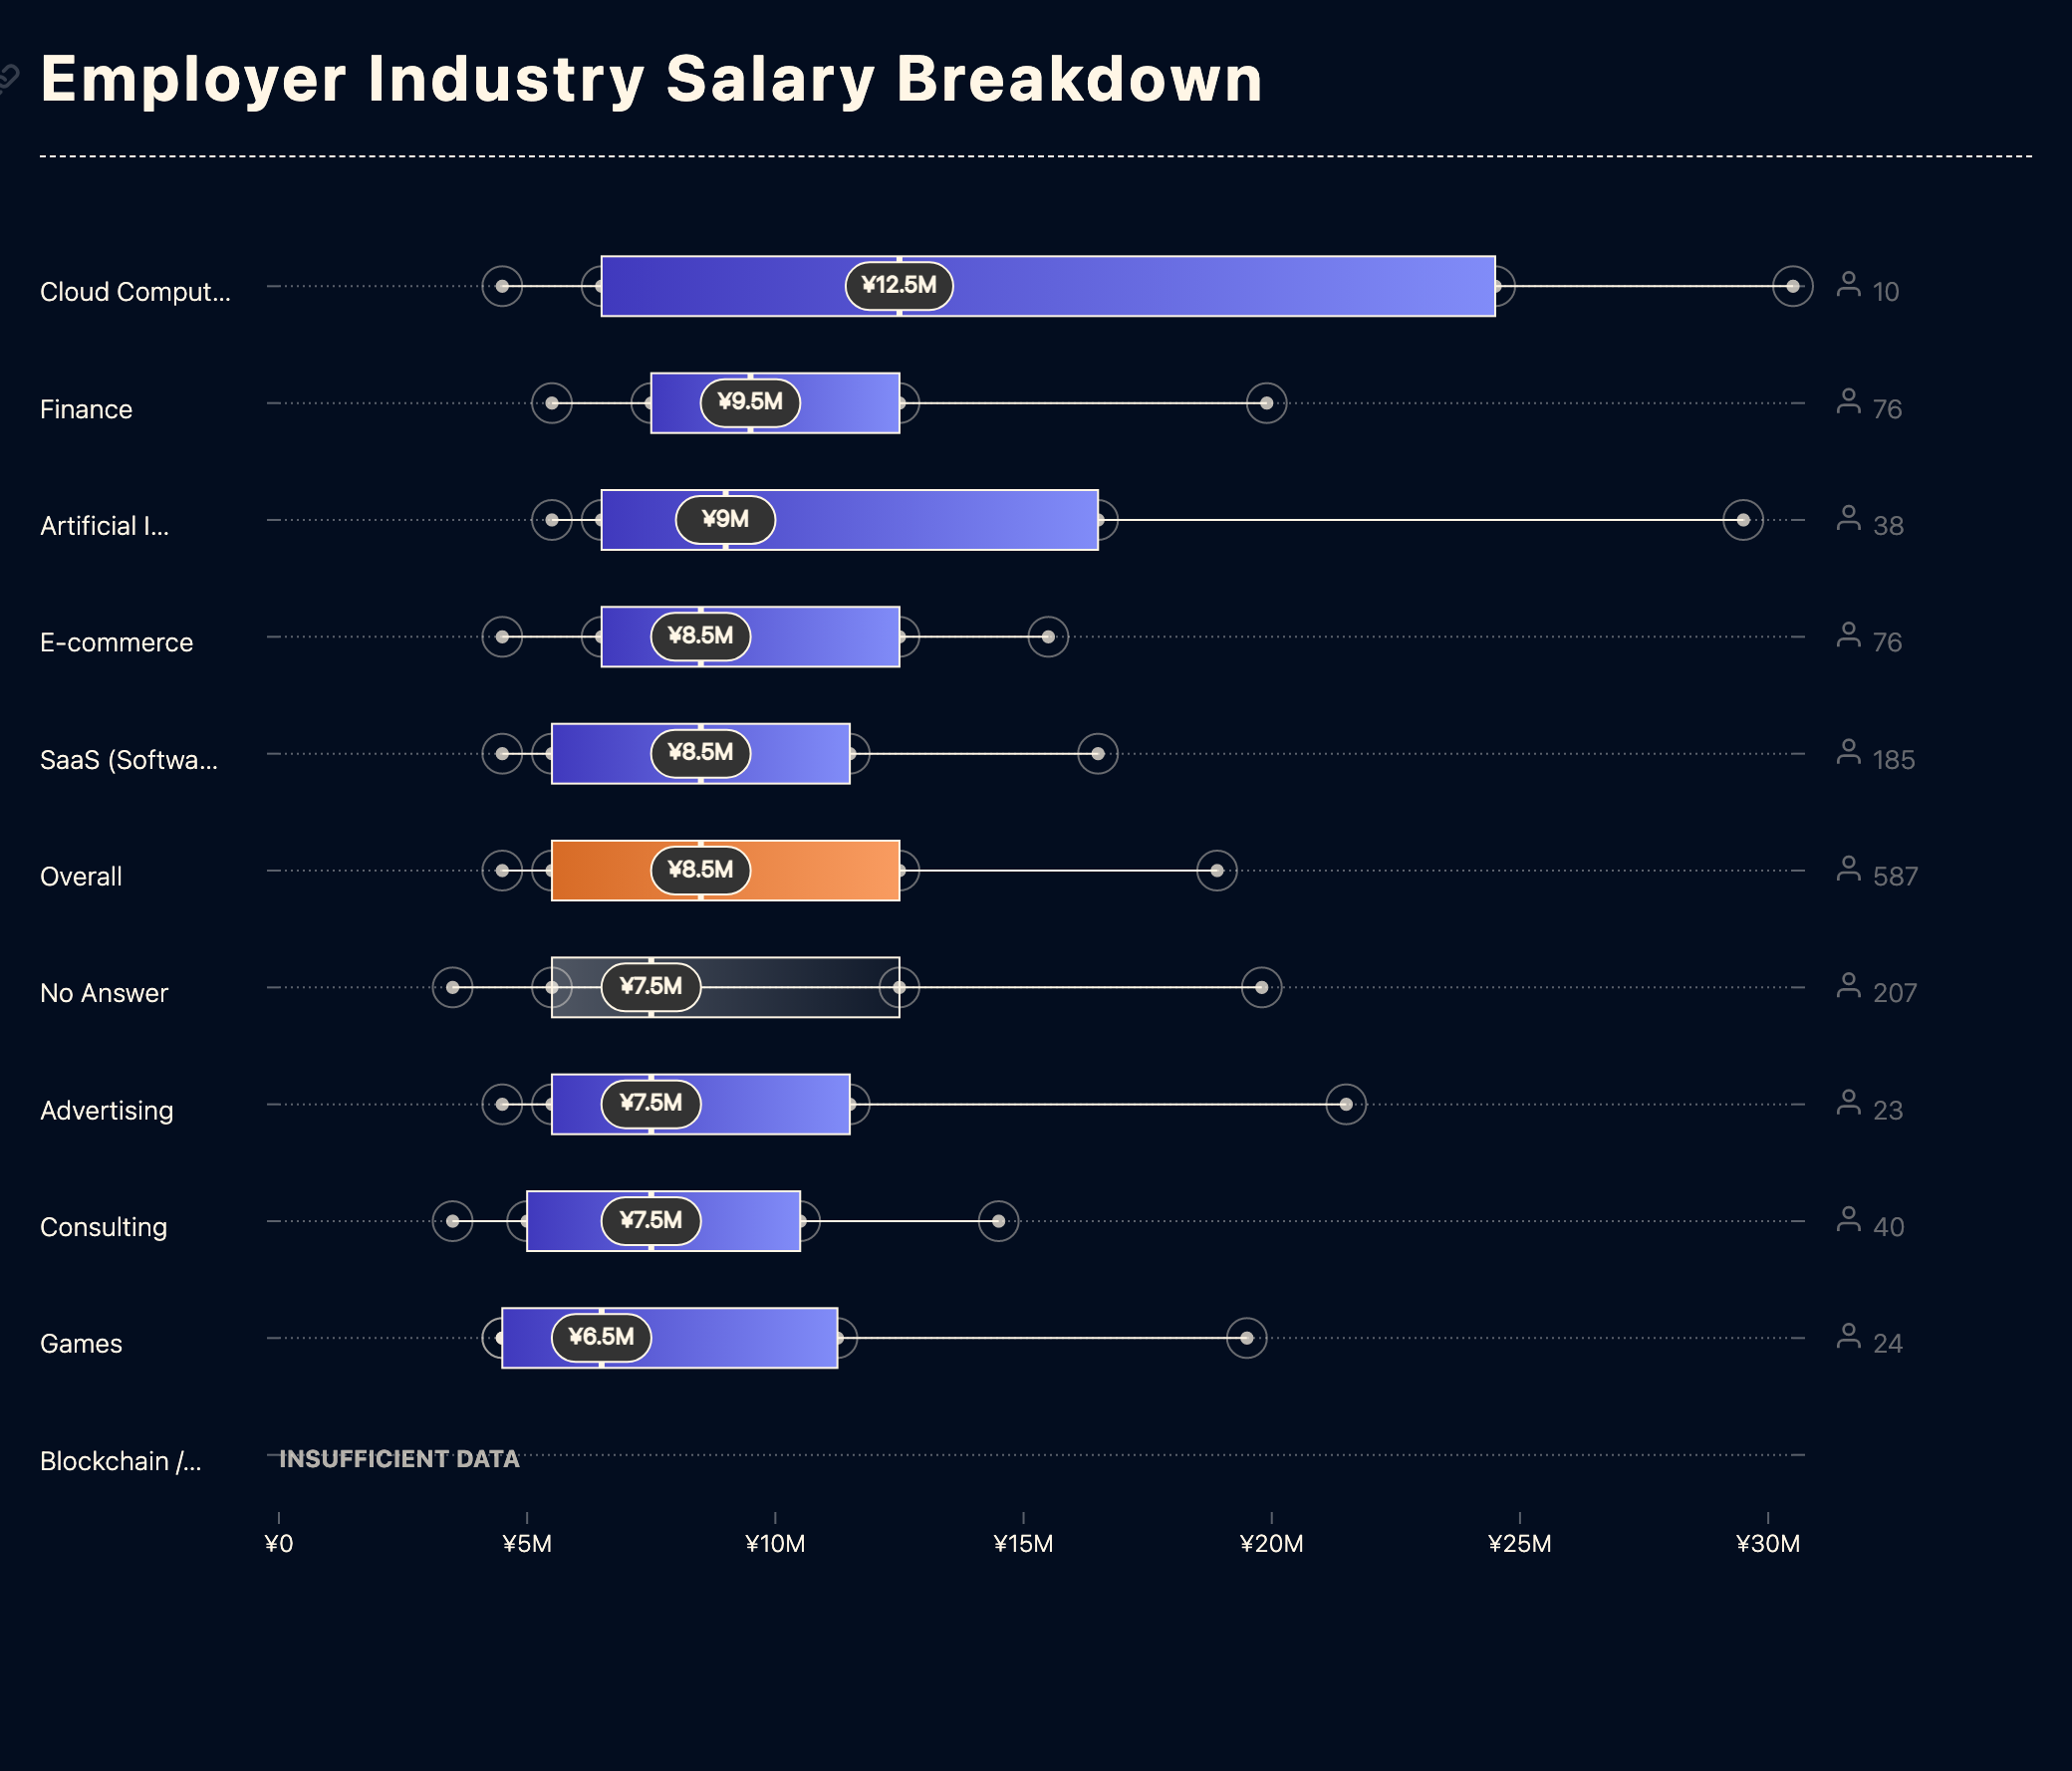 Employer Industry Salary Breakdown
Cloud Comput... ¥12.5M 10
Finance ¥9.5M 76
Artificial I... ¥9M 38
E-commerce ¥8.5M 76
SaaS (Softwa... ¥8.5M 185
Overall ¥8.5M 587
No Answer ¥7.5M 207
Advertising ¥7.5M 23
Consulting ¥7.5M 40
Games ¥6.5M 24
Blockchain /... INSUFFICIENT DATA
¥0 ¥5M ¥10M ¥15M ¥20M ¥25M ¥30M